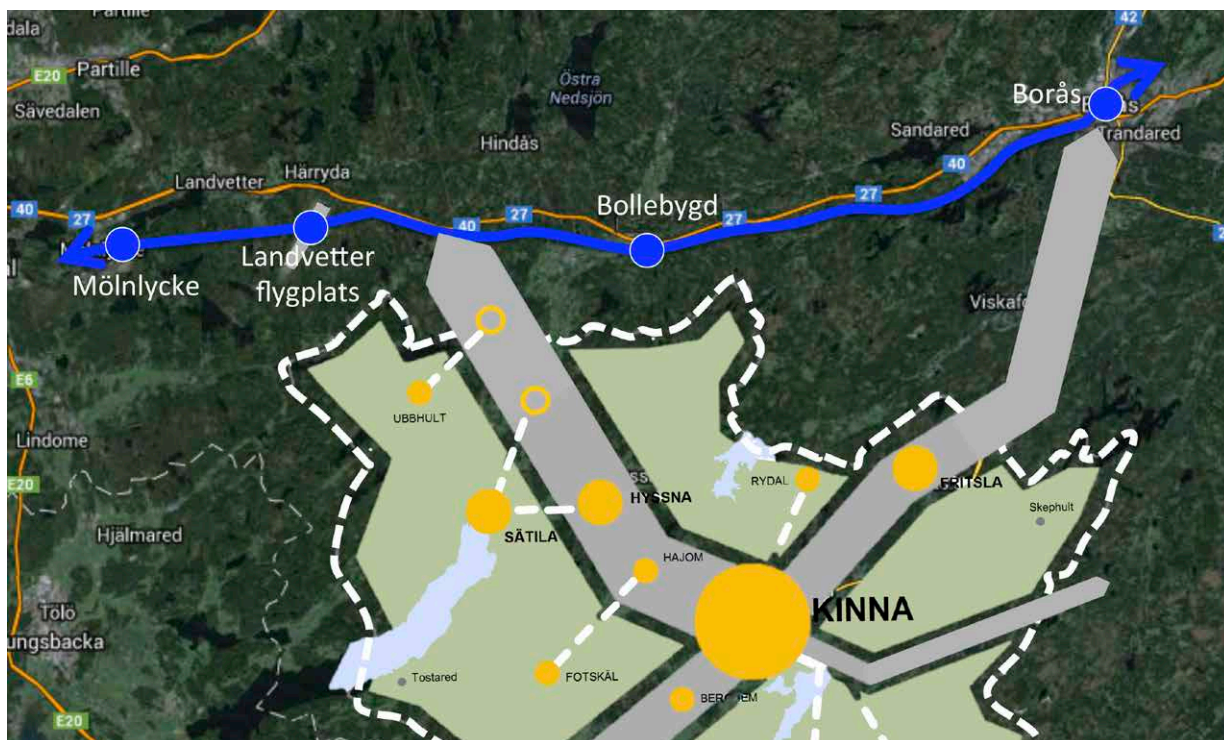 Partille
42
E20
Partille
Sävedalen
Östra
Nedsjön
Borås
Hindås
Sandared
Trandared
Landvetter
Härryda
40
40
27
40
27
Bollebygd
27
27
Mölnlycke
Landvetter
flygplats
Viskafo
E6
UBBHULT
Lindome
E20
RYDAL
FRITSLA
HYSSNA
SÄTILA
Skephult
Hjälmared
HAJOM
KINNA
Tölö
ungsbacka
Tostared
FOTSKÄL
E20